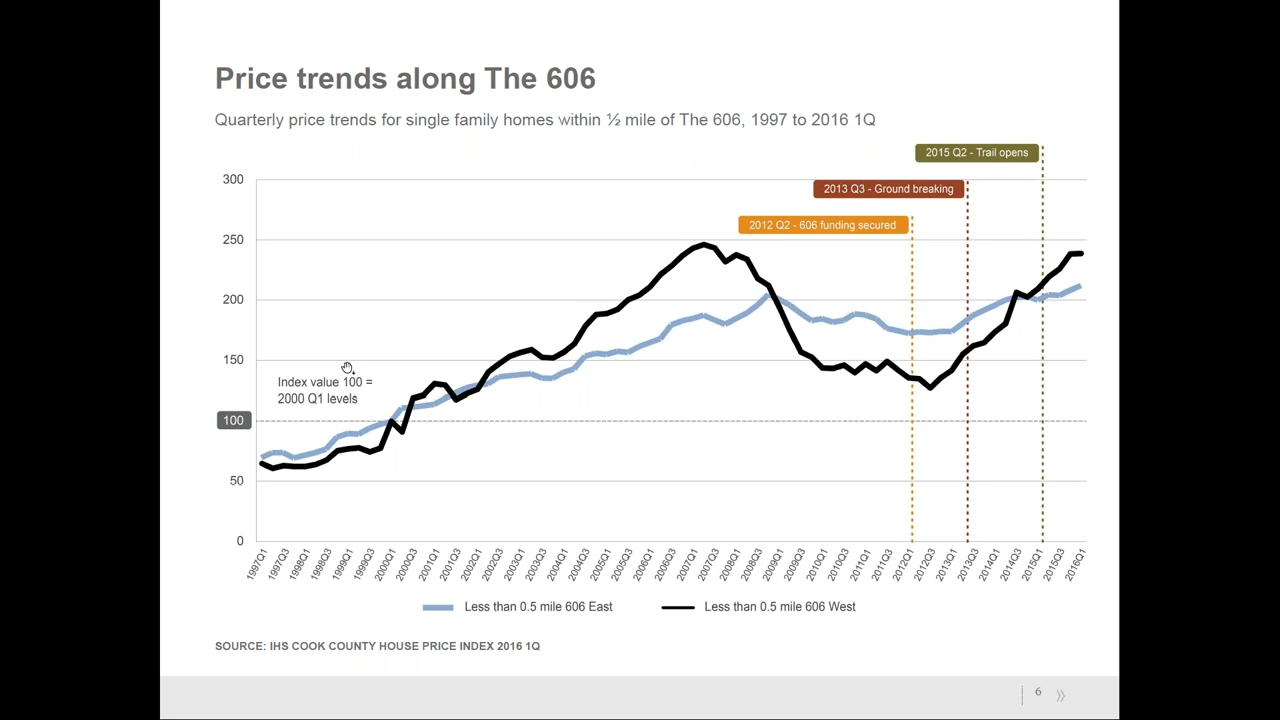 Price trends along The 606
Quarterly price trends for single family homes within ½ mile of The 606, 1997 to 2016 1Q
2015 Q2 - Trail opens
2013 Q3 - Ground breaking
2012 Q2 - 606 funding secured
300
250
200
150
Index value 100 =
2000 Q1 levels
100
50
0
1997Q1
1997Q3
1998Q1
1998Q3
1999Q1
1999Q3
2000Q1
2000Q3
2001Q1
2001Q3
2002Q1
2002Q3
2003Q1
2003Q3
2004Q1
2004Q3
2005Q1
2005Q3
2006Q1
2006Q3
2007Q1
2007Q3
2008Q1
2008Q3
2009Q1
2009Q3
2010Q1
2010Q3
2011Q1
2011Q3
2012Q1
2012Q3
2013Q1
2013Q3
2014Q1
2014Q3
2015Q1
2015Q3
2016Q1
Less than 0.5 mile 606 East
Less than 0.5 mile 606 West
SOURCE: IHS COOK COUNTY HOUSE PRICE INDEX 2016 1Q
6